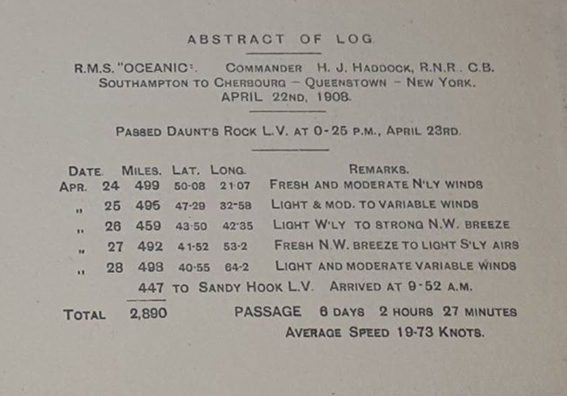 ABSTRACT OF LOG.
R.M.S. "OCEANIC". COMMANDER H. J. HADDOCK, R.N.R., C.B.
SOUTHAMPTON TO CHERBOURG – QUEENSTOWN – NEW YORK.
APRIL 22ND, 1908.
PASSED DAUNT'S ROCK L.V. AT 0-25 P.M., APRIL 23RD.
DATE. MILES. LAT. LONG. REMARKS.
APR. 24 499 50-08 21-07 FRESH AND MODERATE N'LY WINDS
" 25 495 47-29 32-58 LIGHT & MOD. TO VARIABLE WINDS
" 26 459 43-50 42-35 LIGHT W'LY TO STRONG N.W. BREEZE
" 27 492 41-52 53-2 FRESH N.W. BREEZE TO LIGHT S'LY AIRS
" 28 498 40-55 64-2 LIGHT AND MODERATE VARIABLE WINDS
447 TO SANDY HOOK L.V. ARRIVED AT 9-52 A.M.
TOTAL 2,890 PASSAGE 6 DAYS 2 HOURS 27 MINUTES
AVERAGE SPEED 19-73 KNOTS.